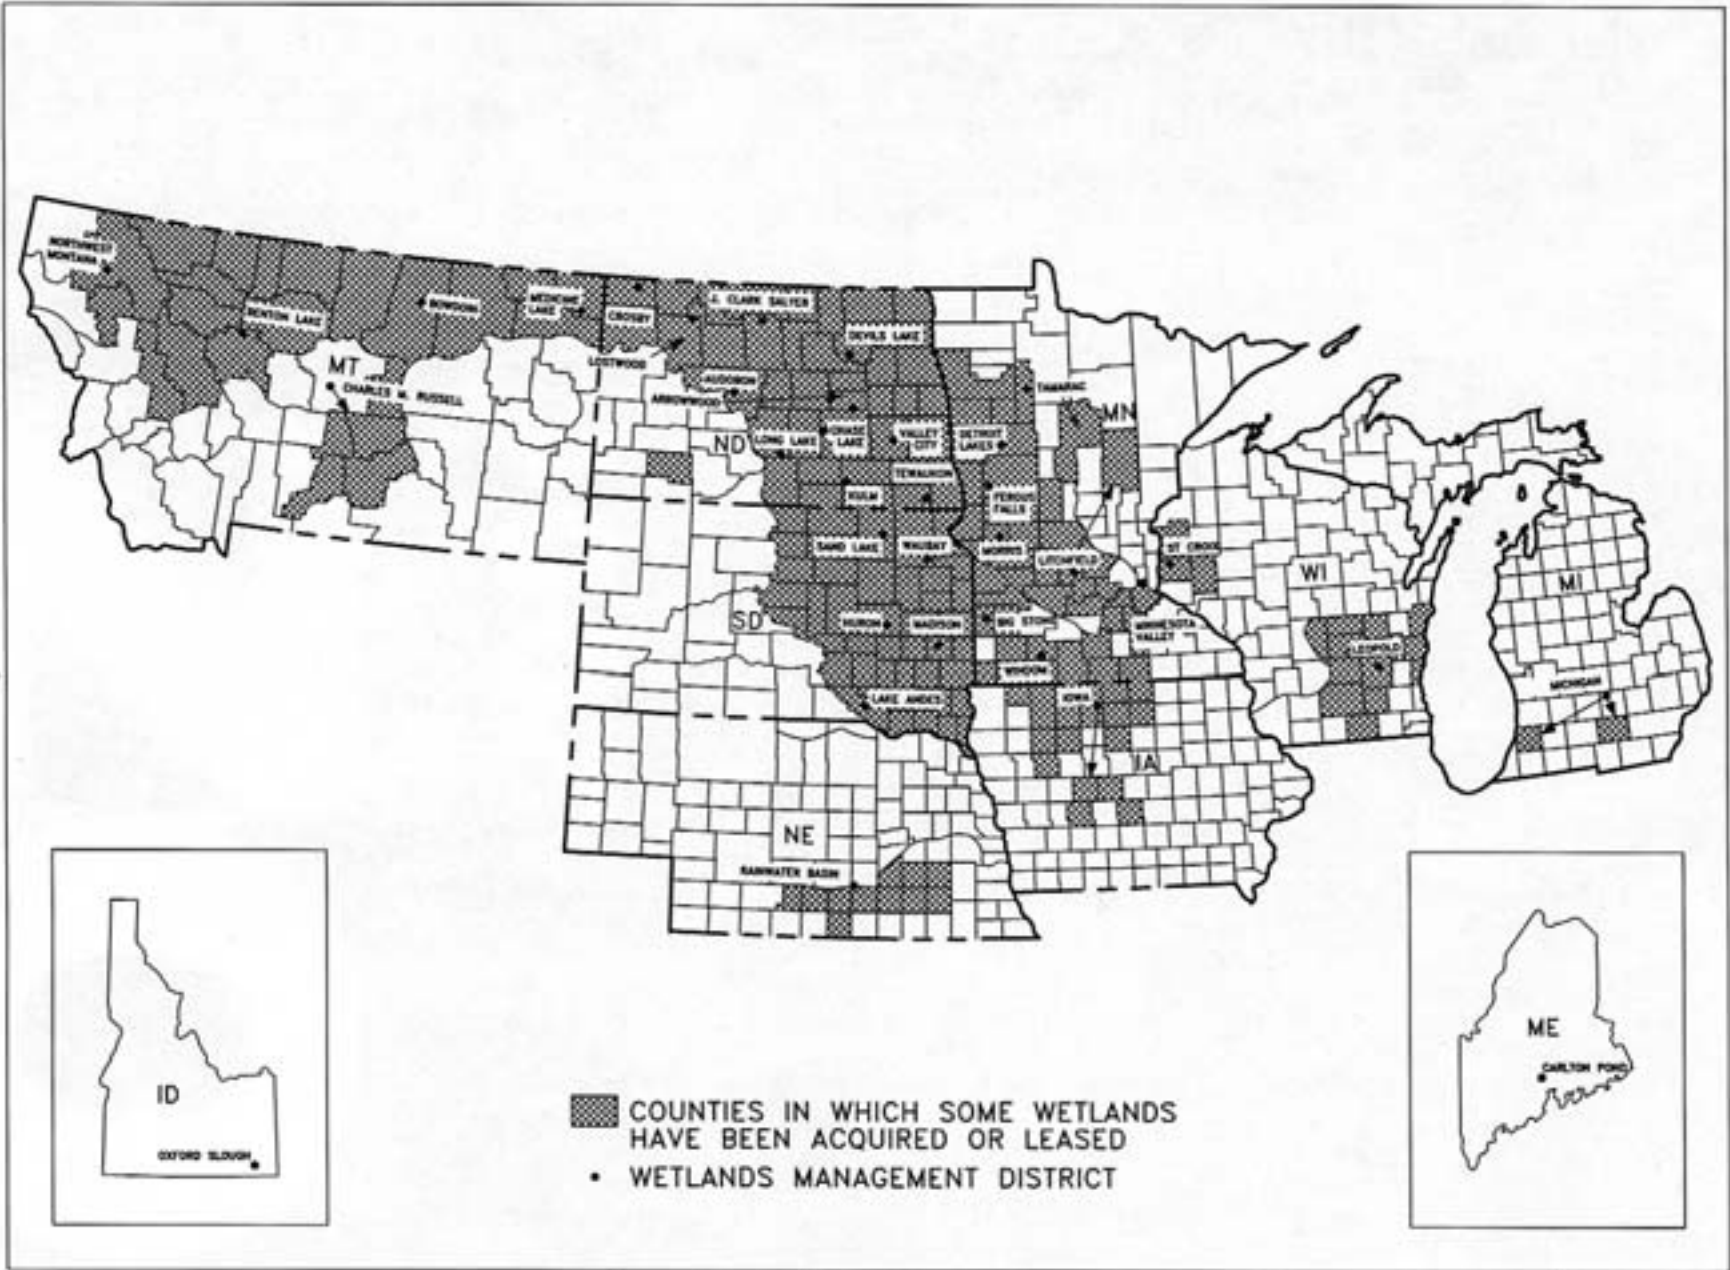 NORTHWEST
MONTANA
BENTON LAKE
BOWDOIN
MEDICINE
LAKE
CROSBY
J. CLARK SALYER
DEVILS LAKE
LOSTWOOD
MT
CHARLES M. RUSSELL
AUDOBON
ARROWWOOD
TAMARAC
MN
ND
LONG LAKE
CHASE
LAKE
VALLEY
CITY
DETROIT
LAKES
TEWAUKON
KULM
FERGUS
FALLS
SAND LAKE
WAUBAY
MORRIS
LITCHFIELD
ST CROIX
WI
MI
SD
HURON
MADISON
BIG STONE
MINNESOTA
VALLEY
LEOPOLD
WINDOM
MICHIGAN
LAKE ANDES
IOWA
IA
NE
RAINWATER BASIN
ID
OXFORD SLOUGH
ME
CARLTON POND
COUNTIES IN WHICH SOME WETLANDS
HAVE BEEN ACQUIRED OR LEASED
WETLANDS MANAGEMENT DISTRICT